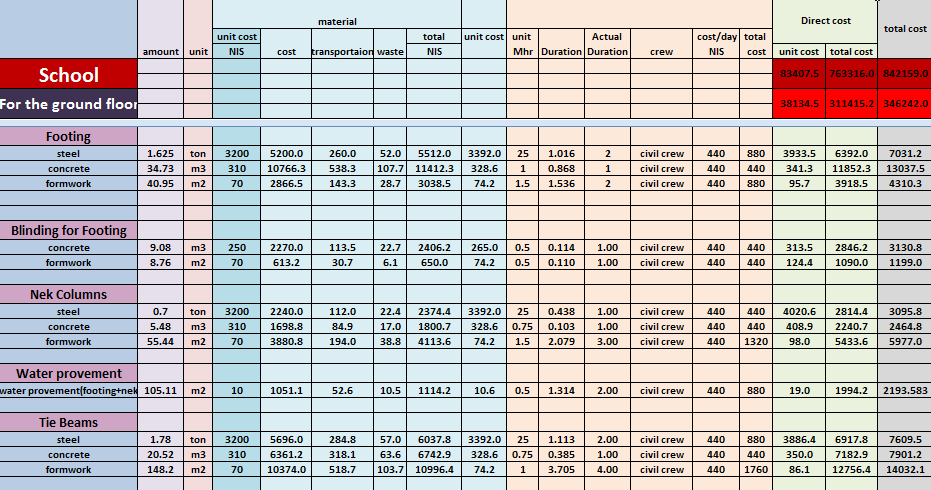 material Direct cost total cost
amount unit unit cost NIS cost transportaion waste total NIS unit cost unit Mhr Duration Actual Duration crew cost/day NIS total cost unit cost total cost
School 83407.5 763316.0 842159.0
For the ground floor 38134.5 311415.2 346242.0
Footing
steel 1.625 ton 3200 5200.0 260.0 52.0 5512.0 3392.0 25 1.016 2 civil crew 440 880 3933.5 6392.0 7031.2
concrete 34.73 m3 310 10766.3 538.3 107.7 11412.3 328.6 1 0.868 1 civil crew 440 440 341.3 11852.3 13037.5
formwork 40.95 m2 70 2866.5 143.3 28.7 3038.5 74.2 1.5 1.536 2 civil crew 440 880 95.7 3918.5 4310.3
Blinding for Footing
concrete 9.08 m3 250 2270.0 113.5 22.7 2406.2 265.0 0.5 0.114 1.00 civil crew 440 440 313.5 2846.2 3130.8
formwork 8.76 m2 70 613.2 30.7 6.1 650.0 74.2 0.5 0.110 1.00 civil crew 440 440 124.4 1090.0 1199.0
Nek Columns
steel 0.7 ton 3200 2240.0 112.0 22.4 2374.4 3392.0 25 0.438 1.00 civil crew 440 440 4020.6 2814.4 3095.8
concrete 5.48 m3 310 1698.8 84.9 17.0 1800.7 328.6 0.75 0.103 1.00 civil crew 440 440 408.9 2240.7 2464.8
formwork 55.44 m2 70 3880.8 194.0 38.8 4113.6 74.2 1.5 2.079 3.00 civil crew 440 1320 98.0 5433.6 5977.0
Water provement
water provement(footing+nek 105.11 m2 10 1051.1 52.6 10.5 1114.2 10.6 0.5 1.314 2.00 civil crew 440 880 19.0 1994.2 2193.583
Tie Beams
steel 1.78 ton 3200 5696.0 284.8 57.0 6037.8 3392.0 25 1.113 2.00 civil crew 440 880 3886.4 6917.8 7609.5
concrete 20.52 m3 310 6361.2 318.1 63.6 6742.9 328.6 0.75 0.385 1.00 civil crew 440 440 350.0 7182.9 7901.2
formwork 148.2 m2 70 10374.0 518.7 103.7 10996.4 74.2 1 3.705 4.00 civil crew 440 1760 86.1 12756.4 14032.1